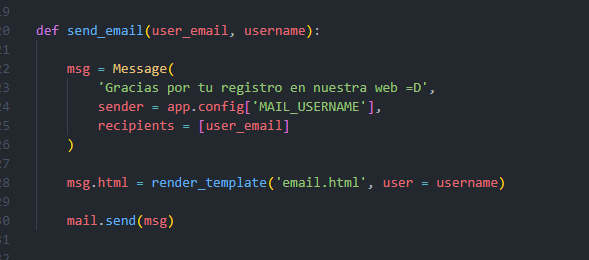 19
20 def send_email(user_email, username):
21
22 msg = Message(
23 'Gracias por tu registro en nuestra web =D',
24 sender = app.config['MAIL_USERNAME'],
25 recipients = [user_email]
26 )
27
28 msg.html = render_template('email.html', user = username)
29
30 mail.send(msg)
31
32